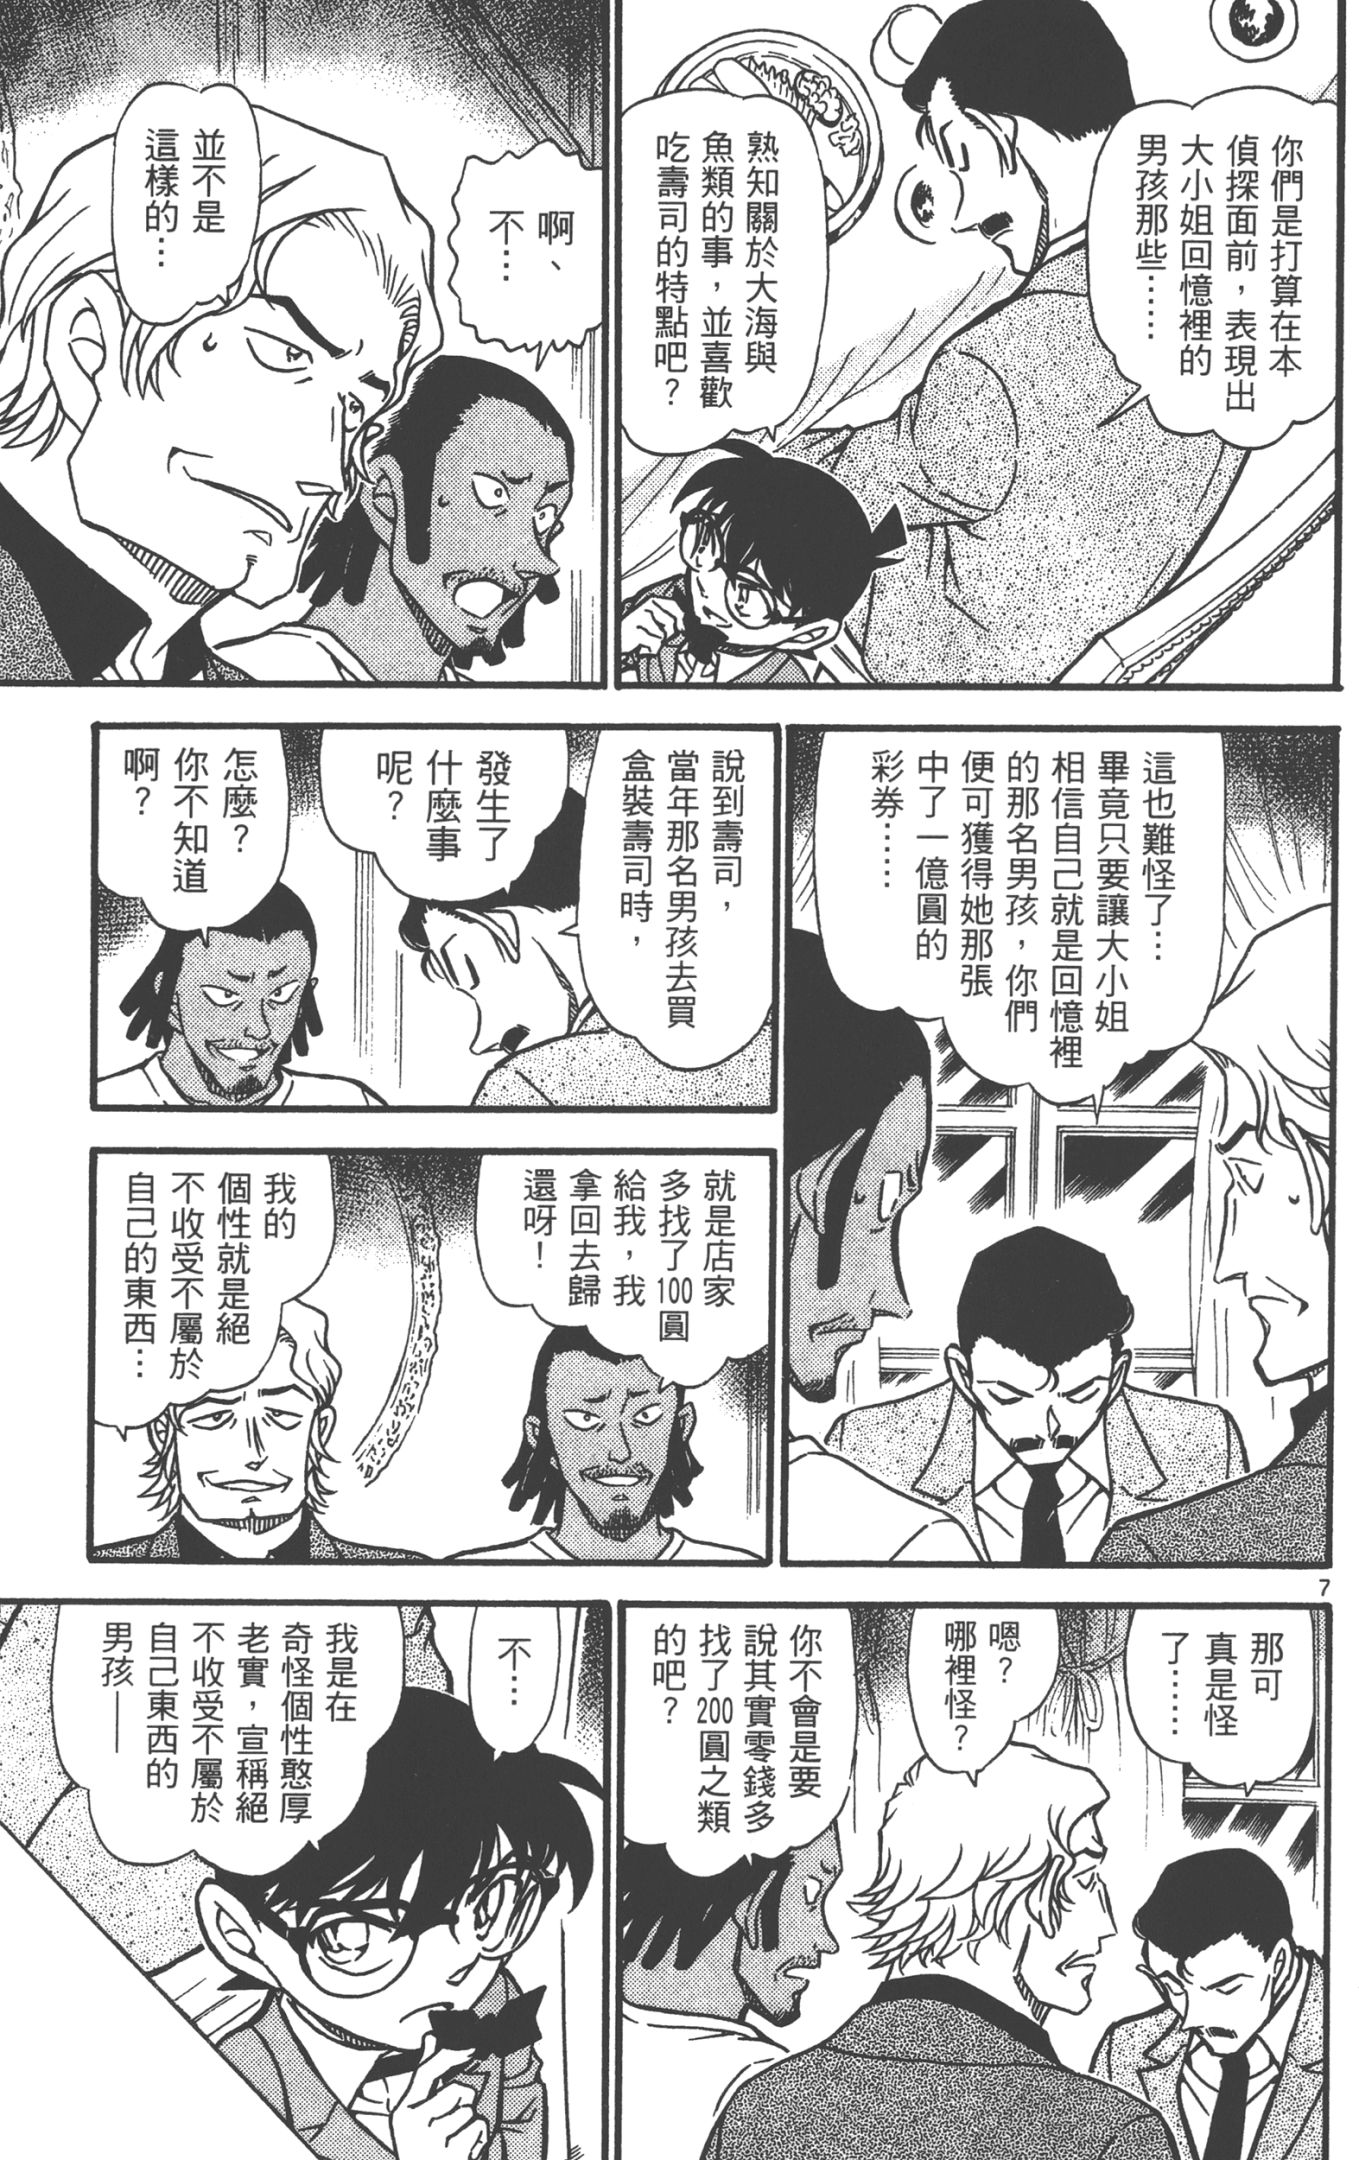 你們是打算在本
偵探面前，表現出
大小姐回憶裡的
男孩那些……
熟知關於大海與
魚類的事，並喜歡
吃壽司的特點吧？
啊、
不…
並不是
這樣的…
這也難怪了…
畢竟只要讓大小姐
相信自己就是回憶裡
的那名男孩，你們
便可獲得她那張
中了一億圓的
彩券……
說到壽司，
當年那名男孩去買
盒裝壽司時，
發生了
什麼事
呢？
怎麼？
你不知道
啊？
就是店家
多找了100圓
給我，我
拿回去歸
還呀！
我的
個性就是絕
不收受不屬於
自己的東西…
7
那可
真是怪
了……
嗯？
哪裡怪？
你不會是要
說其實零錢多
找了200圓之類
的吧？
不…
我是在
奇怪個性憨厚
老實，宣稱絕
不收受不屬於
自己東西的
男孩——